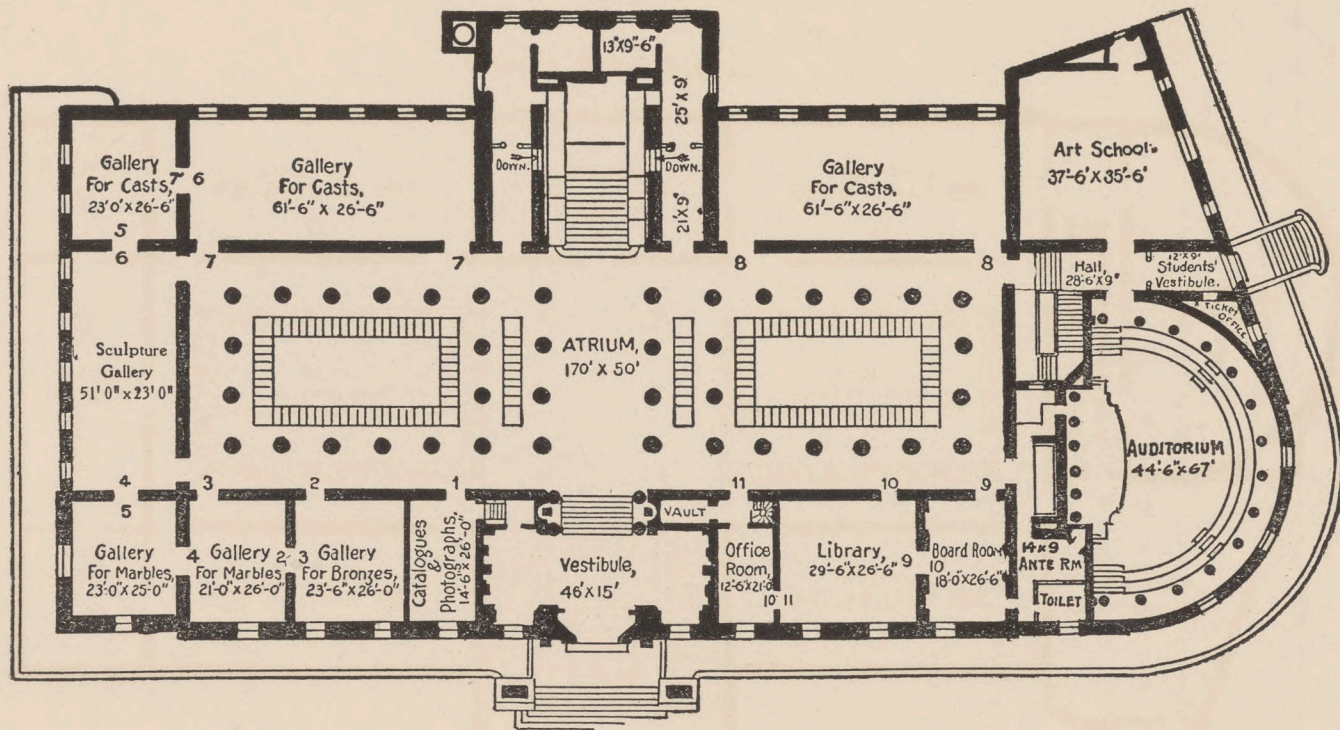 13"X9'-6"
25'X 9'
DOWN.
DOWN.
21'X9'
Gallery
For Casts,
23'0"X26'-6"
7
6
5
6
Gallery
For Casts,
61'-6" X 26'-6"
7
7
Gallery
For Casts,
61'-6"X26'-6"
8
8
Art School.
37'-6'X35'-6'
Hall,
28'-6'X9"
12'X9'
Students'
Vestibule.
TICKET
OFFICE
Sculpture
Gallery
51'0" x 23'0"
ATRIUM,
170' X 50'
AUDITORIUM
44'-6"X67'
4
3
2
1
11
10
9
5
Gallery
For Marbles,
23'-0"X25'-0"
4
Gallery
For Marbles
21'-0"X26'-0"
2
3
Gallery
For Bronzes,
23'-6"X26'-0"
Catalogues
&
Photographs,
14'-6"X26'-0"
VAULT
Vestibule,
46'X15'
Office
Room,
12'-6"X21'-0"
10
11
Library,
29'-6"X26'-6"
9
Board Room
10
18'-0"X26'6"
14X9
ANTE RM
TOILET